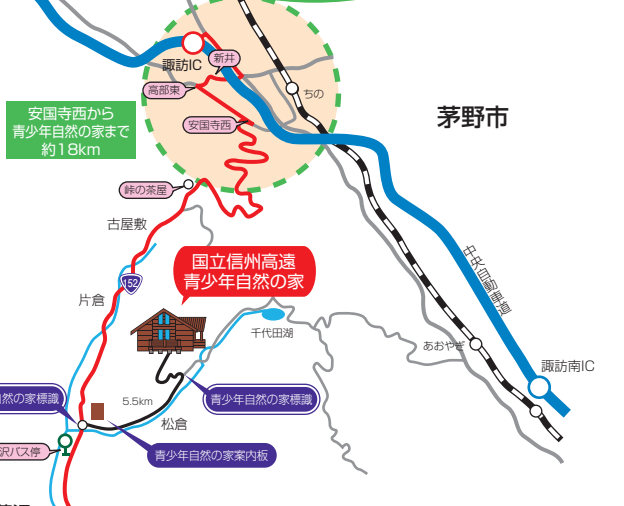 諏訪IC
新井
高部東
ちの
安国寺西
茅野市
安国寺西から
青少年自然の家まで
約18km
峠の茶屋
古屋敷
152
片倉
国立信州高遠
青少年自然の家
中央自動車道
千代田湖
あおやぎ
諏訪南IC
自然の家標識
5.5km
青少年自然の家標識
松倉
沢バス停
青少年自然の家案内板